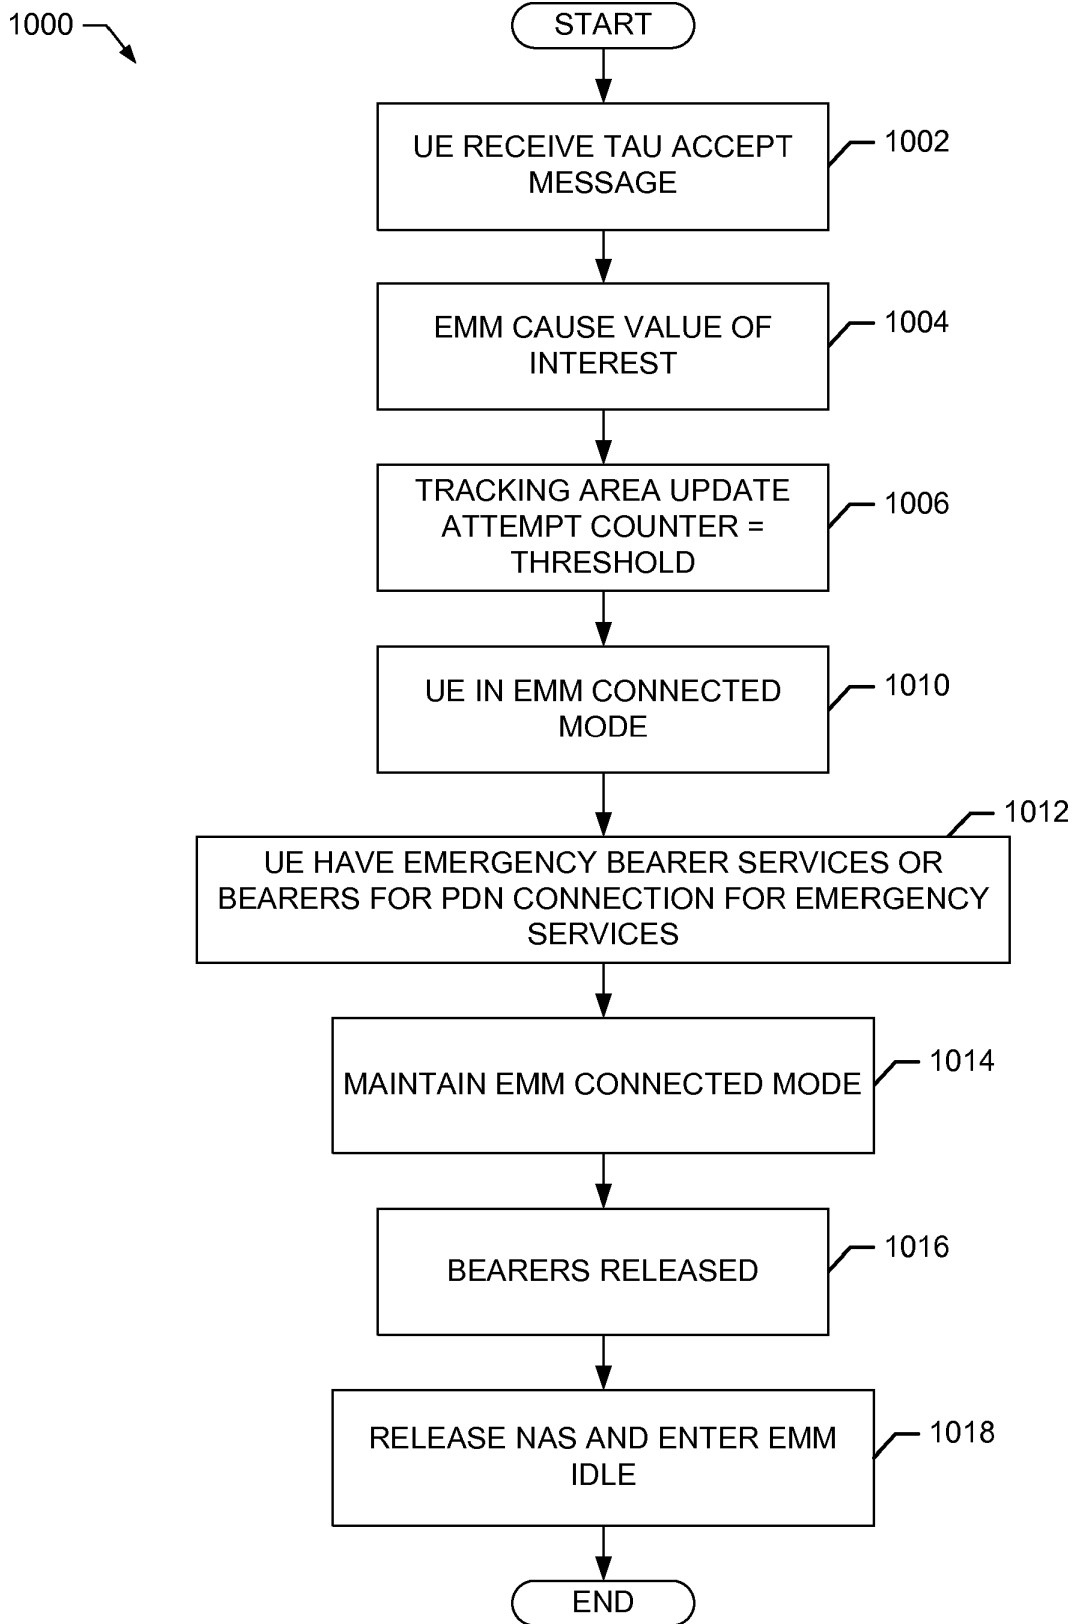 1000
START
UE RECEIVE TAU ACCEPT
MESSAGE
1002
EMM CAUSE VALUE OF
INTEREST
1004
TRACKING AREA UPDATE
ATTEMPT COUNTER =
THRESHOLD
1006
UE IN EMM CONNECTED
MODE
1010
1012
UE HAVE EMERGENCY BEARER SERVICES OR
BEARERS FOR PDN CONNECTION FOR EMERGENCY
SERVICES
MAINTAIN EMM CONNECTED MODE
1014
BEARERS RELEASED
1016
RELEASE NAS AND ENTER EMM
IDLE
1018
END